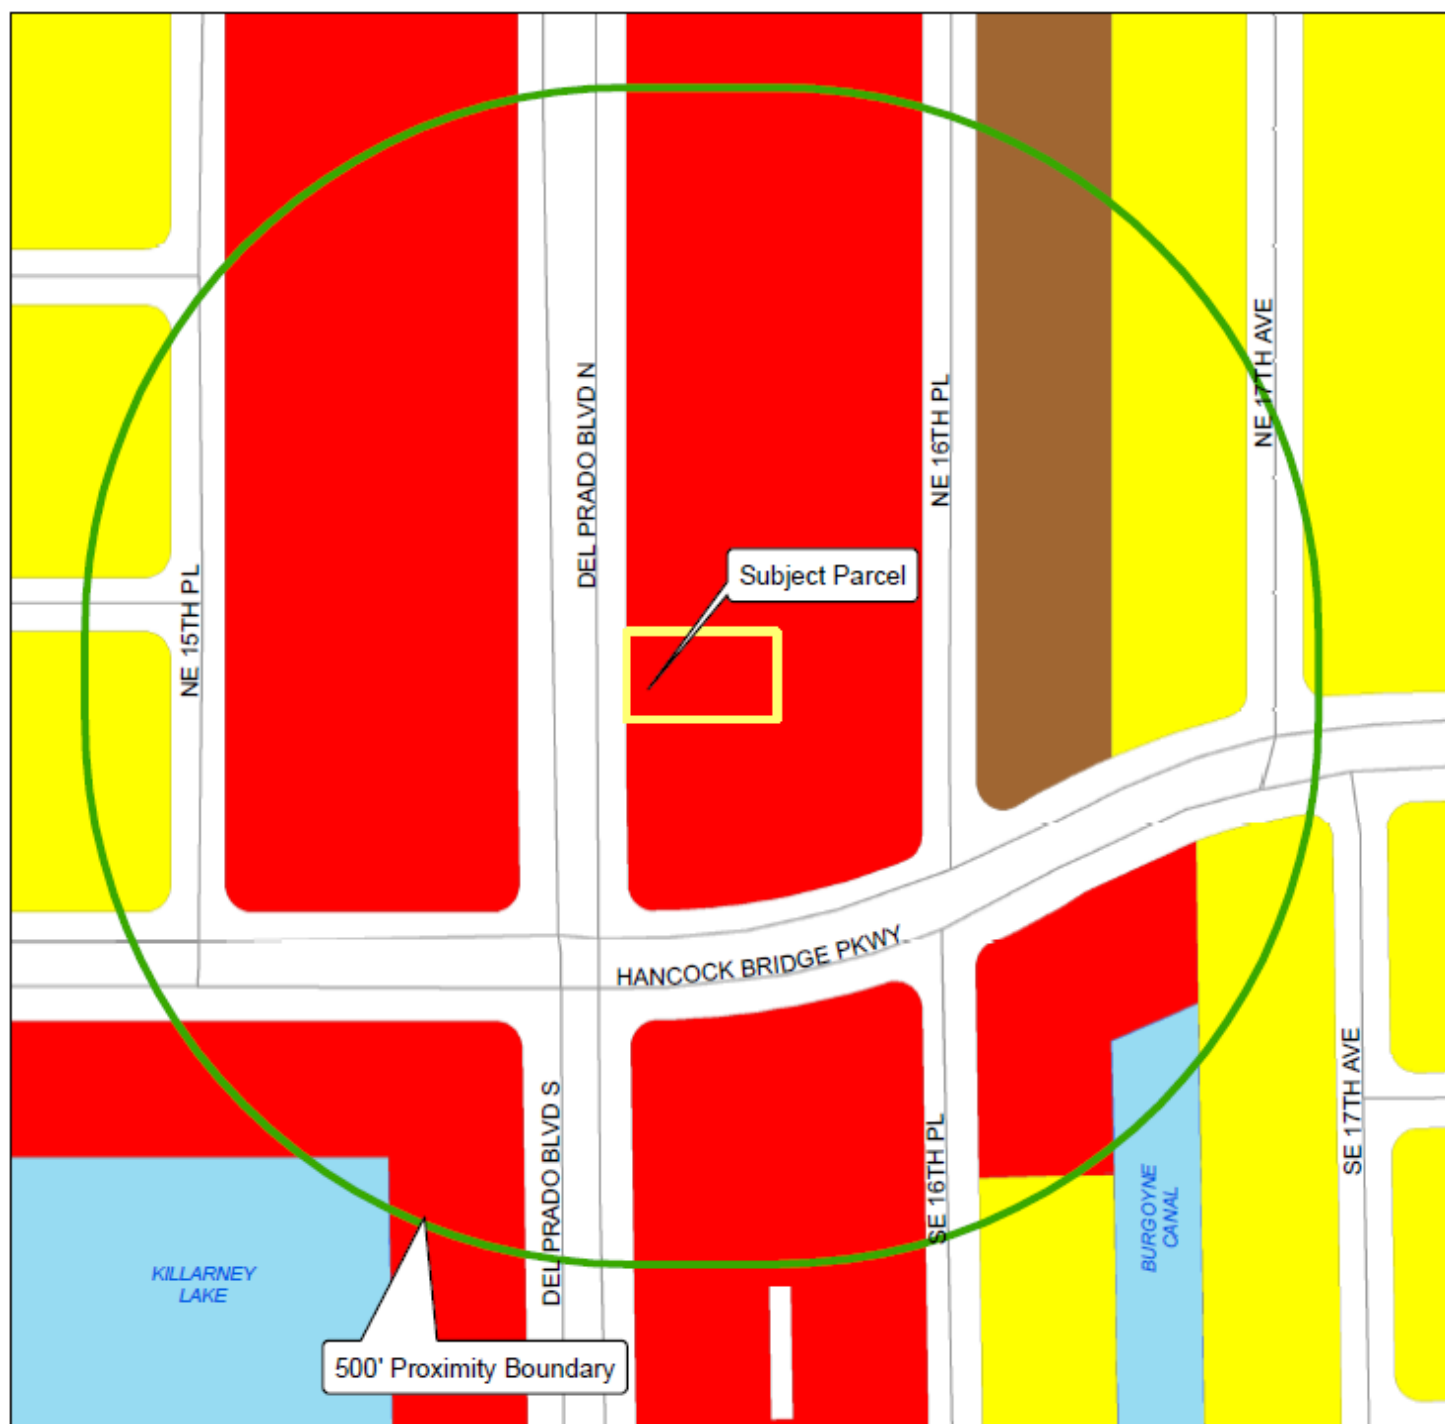 NE 17TH AVE
DEL PRADO BLVD N
NE 16TH PL
Subject Parcel
NE 15TH PL
HANCOCK BRIDGE PKWY
SE 17TH AVE
DEL PRADO BLVD S
SE 16TH PL
BURGOYNE
CANAL
KILLARNEY
LAKE
500' Proximity Boundary